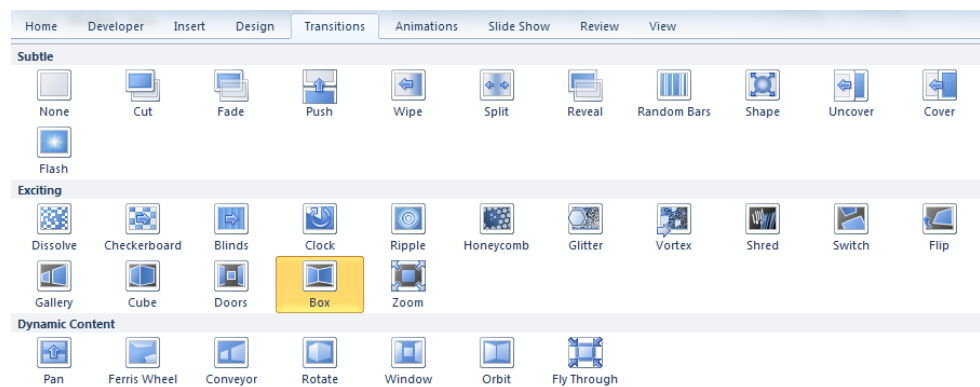 Home Developer Insert Design Transitions Animations Slide Show Review View
Subtle
None Cut Fade Push Wipe Split Reveal Random Bars Shape Uncover Cover
Flash
Exciting
Dissolve Checkerboard Blinds Clock Ripple Honeycomb Glitter Vortex Shred Switch Flip
Gallery Cube Doors Box Zoom
Dynamic Content
Pan Ferris Wheel Conveyor Rotate Window Orbit Fly Through